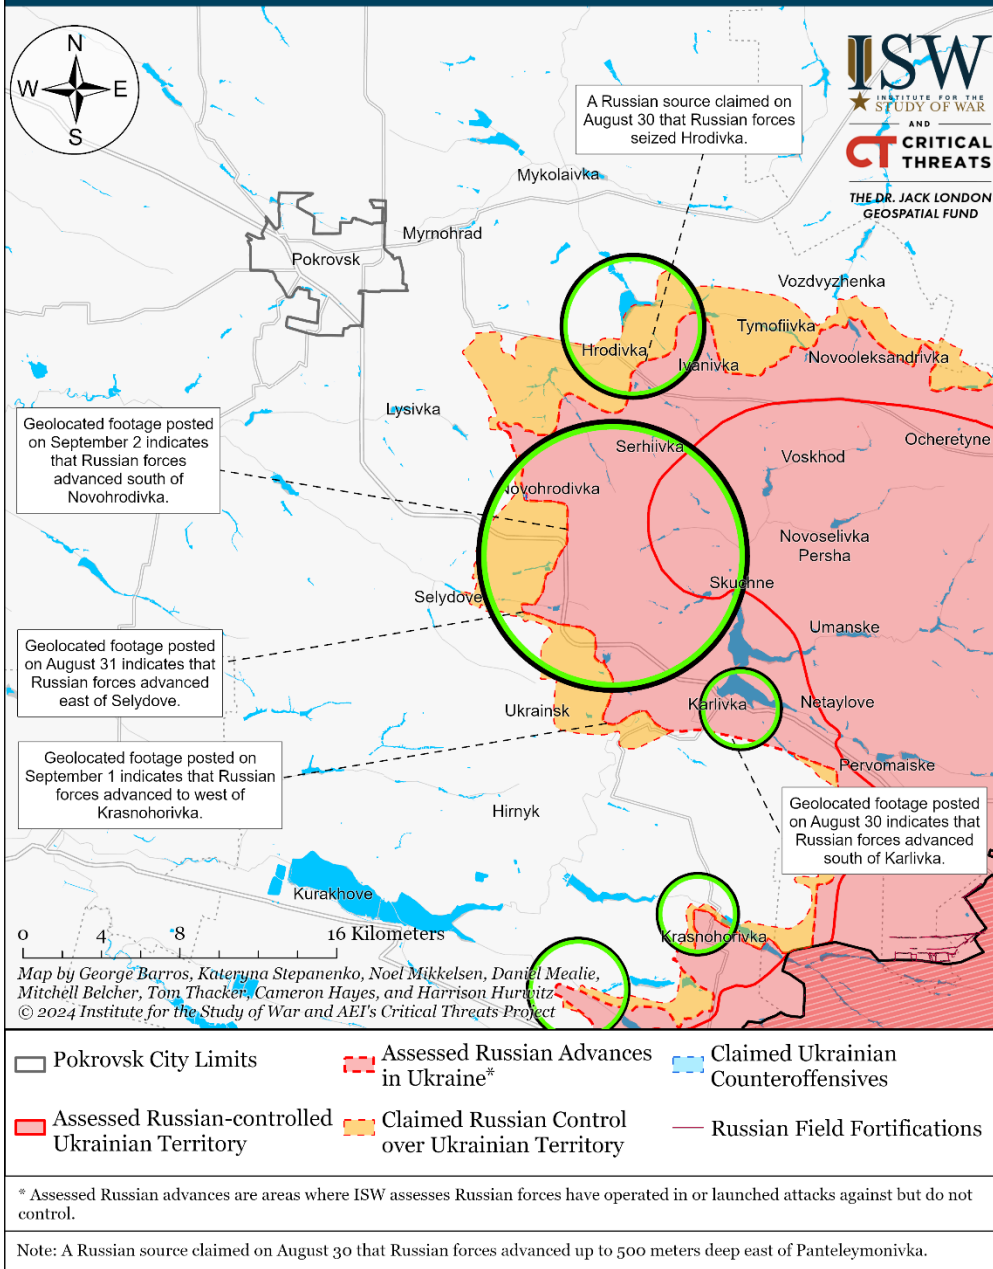 N
W
E
S
ISW
INSTITUTE FOR THE
STUDY OF WAR
AND
CT CRITICAL
THREATS
THE DR. JACK LONDON
GEOSPATIAL FUND
A Russian source claimed on
August 30 that Russian forces
seized Hrodivka.
Mykolaivka
Myrnohrad
Pokrovsk
Vozdvyzhenka
Tymofiivka
Hrodivka
Ivanivka
Novooleksandrivka
Lysivka
Geolocated footage posted
on September 2 indicates
that Russian forces
advanced south of
Novohrodivka.
Serhiivka
Ocheretyne
Voskhod
Novohrodivka
Novoselivka
Persha
Skuchne
Selydove
Umanske
Geolocated footage posted
on August 31 indicates that
Russian forces advanced
east of Selydove.
Ukrainsk
Karlivka
Netaylove
Geolocated footage posted on
September 1 indicates that Russian
forces advanced to west of
Krasnohorivka.
Pervomaiske
Hirnyk
Geolocated footage posted
on August 30 indicates that
Russian forces advanced
south of Karlivka.
Kurakhove
Krasnohorivka
0 4 8 16 Kilometers
Map by George Barros, Kateryna Stepanenko, Noel Mikkelsen, Daniel Mealie,
Mitchell Belcher, Tom Thacker, Cameron Hayes, and Harrison Hurwitz
© 2024 Institute for the Study of War and AEI's Critical Threats Project
Pokrovsk City Limits
Assessed Russian Advances
in Ukraine*
Claimed Ukrainian
Counteroffensives
Assessed Russian-controlled
Ukrainian Territory
Claimed Russian Control
over Ukrainian Territory
Russian Field Fortifications
* Assessed Russian advances are areas where ISW assesses Russian forces have operated in or launched attacks against but do not
control.
Note: A Russian source claimed on August 30 that Russian forces advanced up to 500 meters deep east of Panteleymonivka.